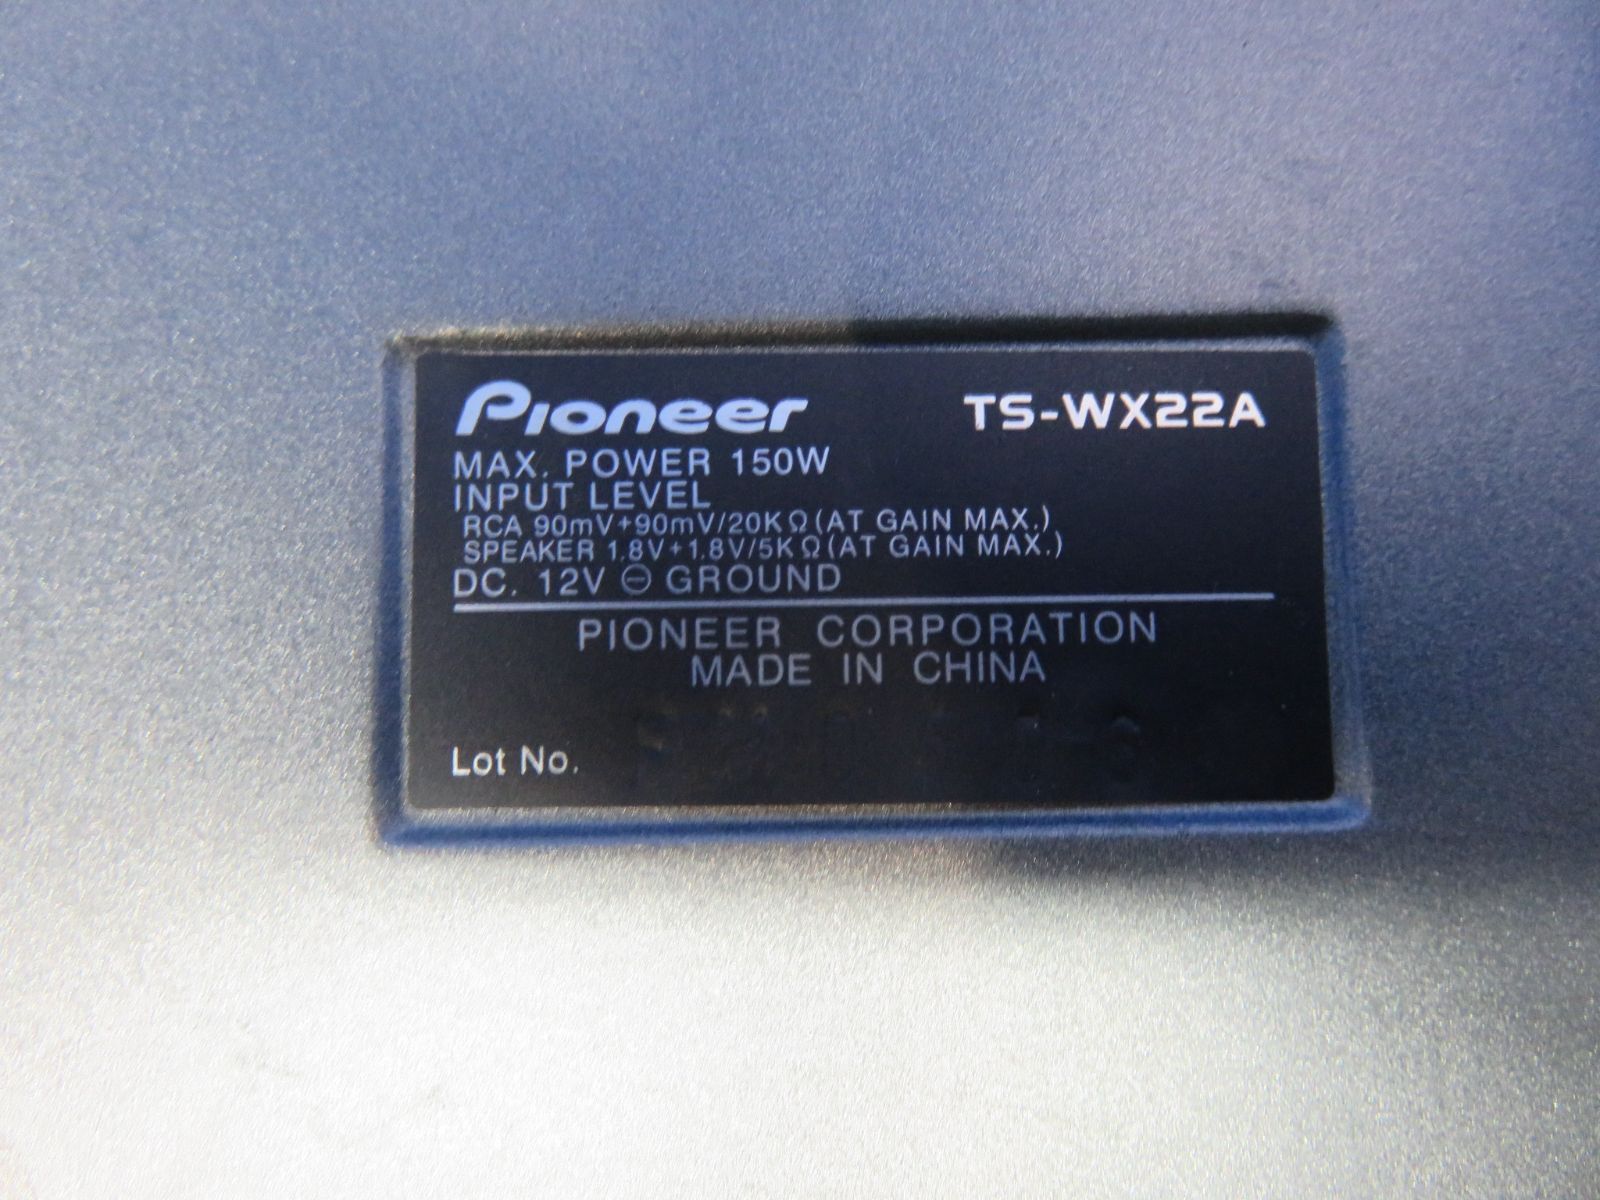 Pioneer TS-WX22A
MAX. POWER 150W
INPUT LEVEL
RCA 90mV+90mV/20KΩ(AT GAIN MAX.)
SPEAKER 1.8V+1.8V/5KΩ(AT GAIN MAX.)
DC. 12V ⊖ GROUND
PIONEER CORPORATION
MADE IN CHINA
Lot No.